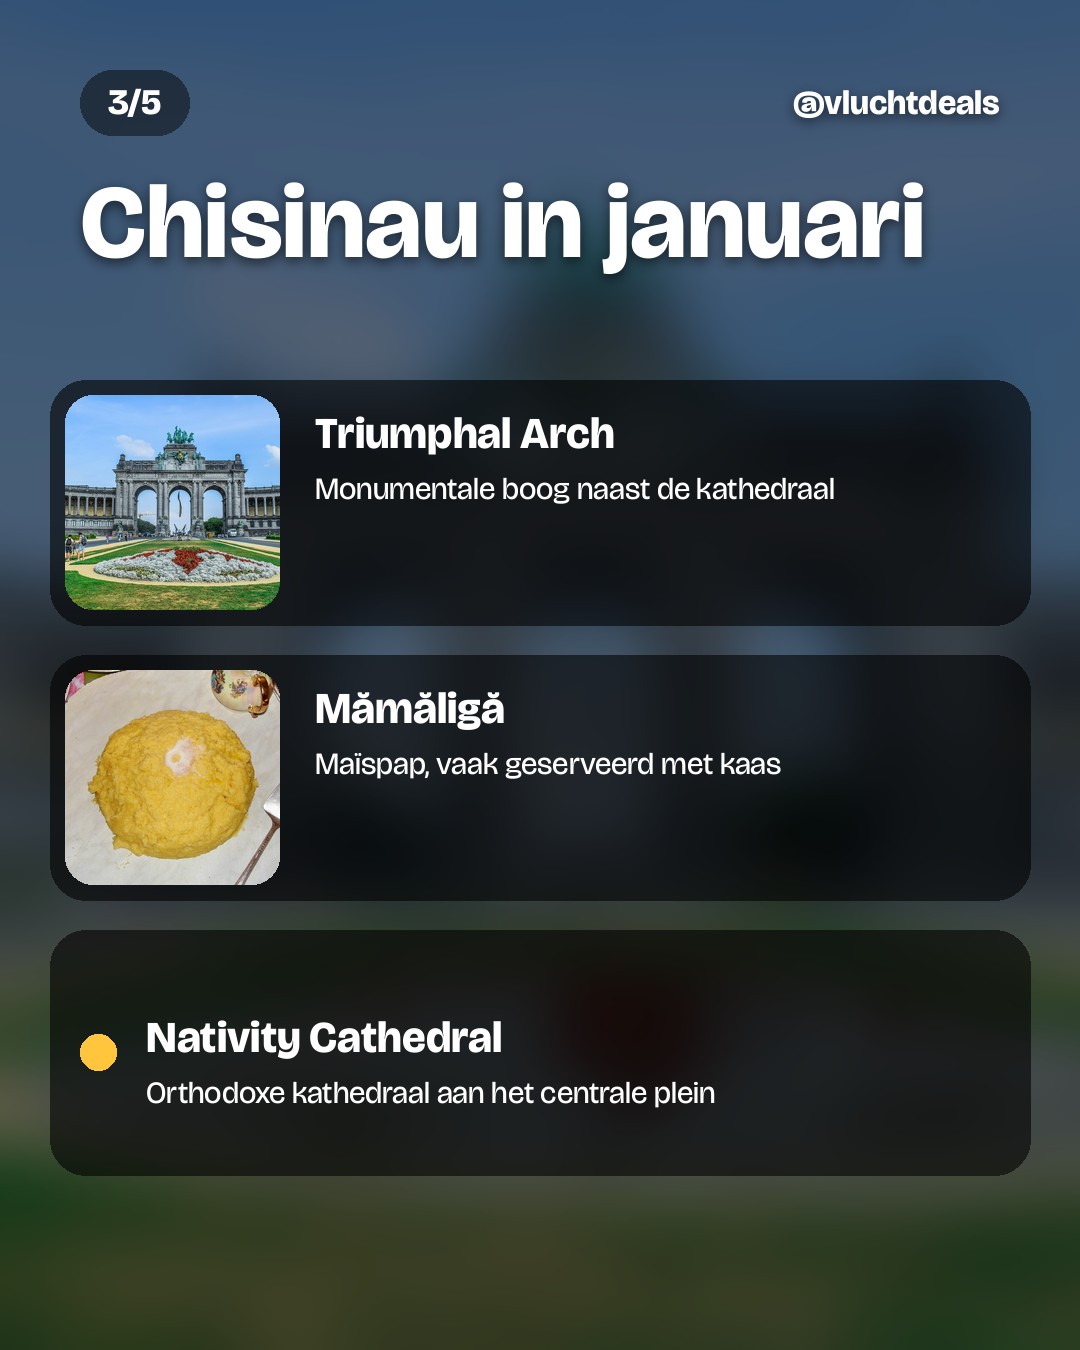 3/5
@vluchtdeals
Chisinau in januari
Triumphal Arch
Monumentale boog naast de kathedraal
Mămăligă
Maïspap, vaak geserveerd met kaas
Nativity Cathedral
Orthodoxe kathedraal aan het centrale plein